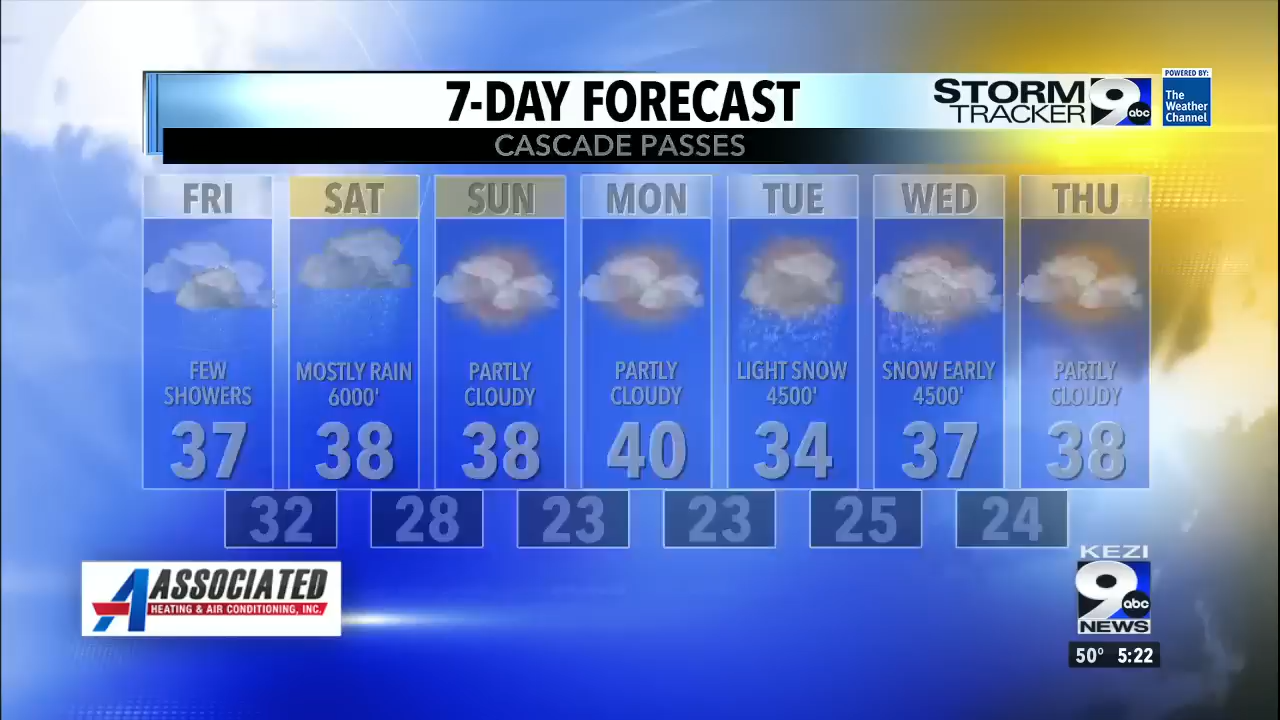 7-DAY FORECAST
STORM TRACKER 9 abc
POWERED BY:
The Weather Channel
CASCADE PASSES
FRI SAT SUN MON TUE WED THU
FEW SHOWERS
MOSTLY RAIN 6000'
PARTLY CLOUDY
PARTLY CLOUDY
LIGHT SNOW 4500'
SNOW EARLY 4500'
PARTLY CLOUDY
37 38 38 40 34 37 38
32 28 23 23 25 24
A ASSOCIATED
HEATING & AIR CONDITIONING, INC.
KEZI
9 abc
NEWS
50° 5:22